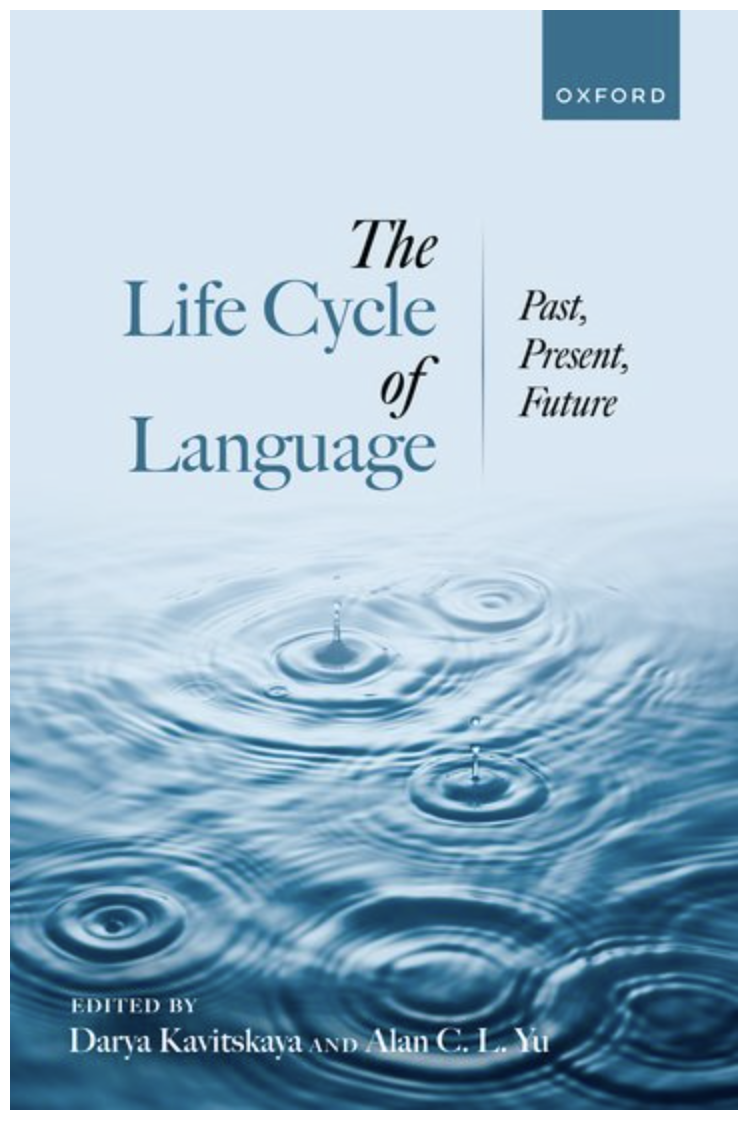 OXFORD
The
Life Cycle
of
Language
Past,
Present,
Future
EDITED BY
Darya Kavitskaya AND Alan C. L. Yu